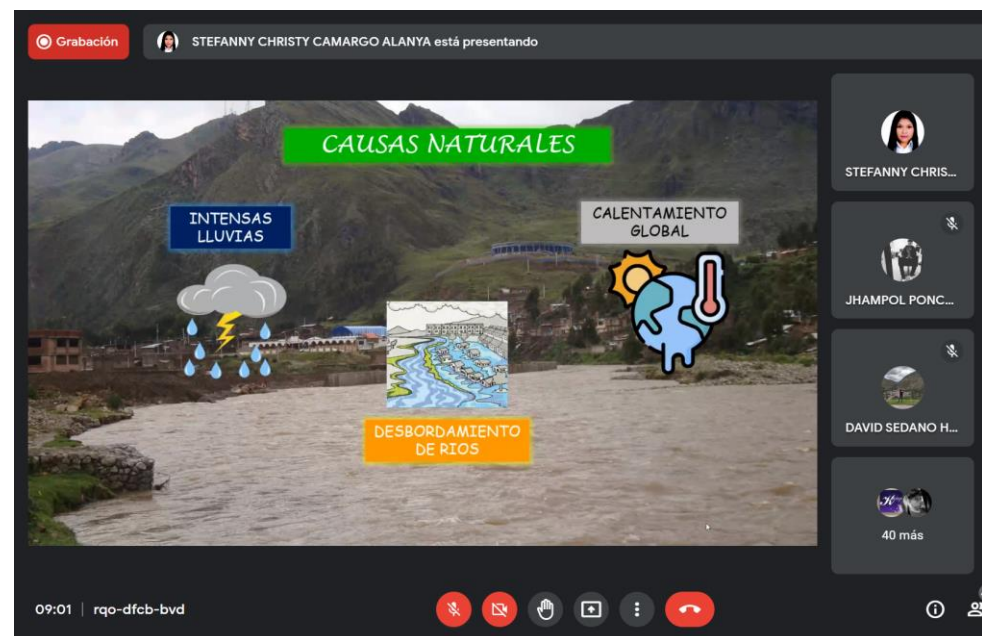 Grabación
STEFANNY CHRISTY CAMARGO ALANYA está presentando
CAUSAS NATURALES
INTENSAS
LLUVIAS
CALENTAMIENTO
GLOBAL
DESBORDAMIENTO
DE RIOS
STEFANNY CHRIS...
JHAMPOL PONC...
DAVID SEDANO H...
40 más
09:01 | rqo-dfcb-bvd